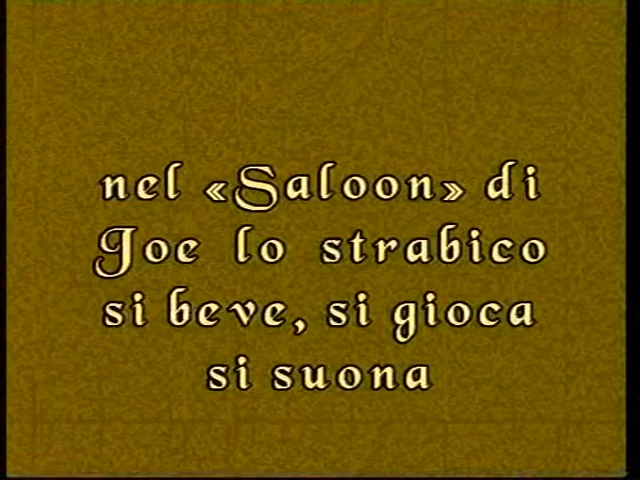 nel «Saloon» di
Joe lo strabico
si beve, si gioca
si suona